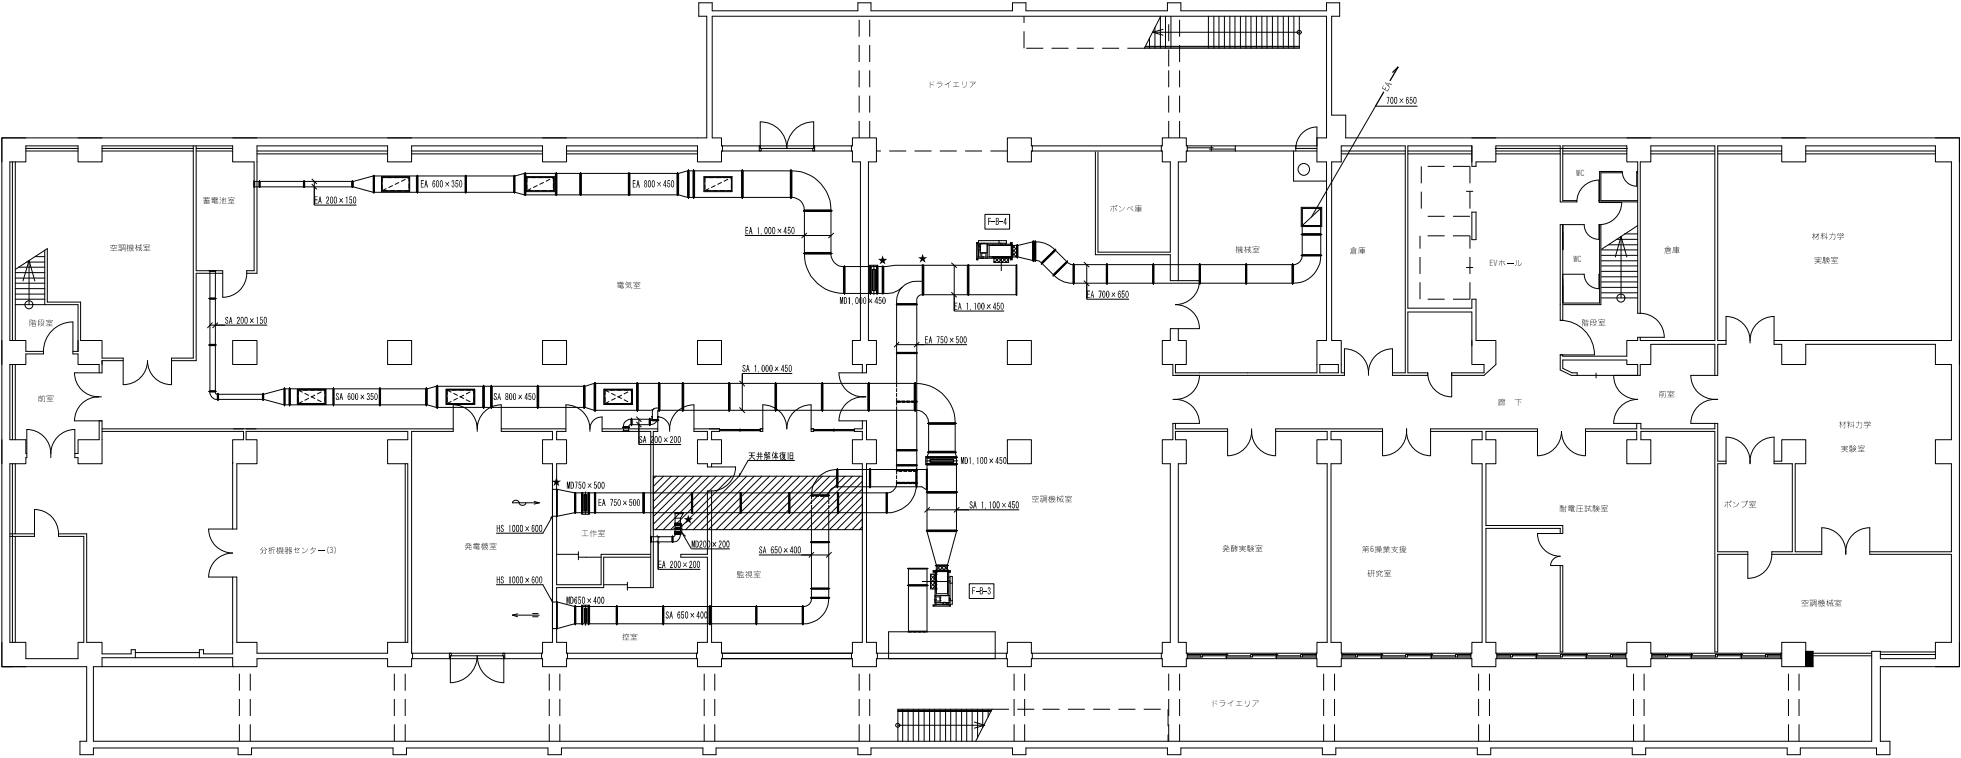 ドライエリア
EA
700×650
蓄電池室
空調機械室
EA 200×150
EA 600×350
EA 800×450
EA 1,000×450
F-B-4
ボンベ庫
機械室
倉庫
EVホール
WC
WC
倉庫
材料力学
実験室
電気室
MD1,000×450
EA 1,100×450
EA 700×650
階段室
SA 200×150
EA 750×500
階段室
SA 1,000×450
前室
SA 600×350
SA 800×450
廊 下
前室
材料力学
実験室
SA 200×200
天井解体復旧
MD1,100×450
MD750×500
EA 750×500
空調機械室
SA 1,100×450
HS 1000×600
工作室
MD200×200
分析機器センター(3)
発電機室
SA 650×400
EA 200×200
監視室
発酵実験室
第6操業支援
研究室
耐電圧試験室
ポンプ室
HS 1000×600
MD650×400
F-B-3
空調機械室
SA 650×400
控室
ドライエリア